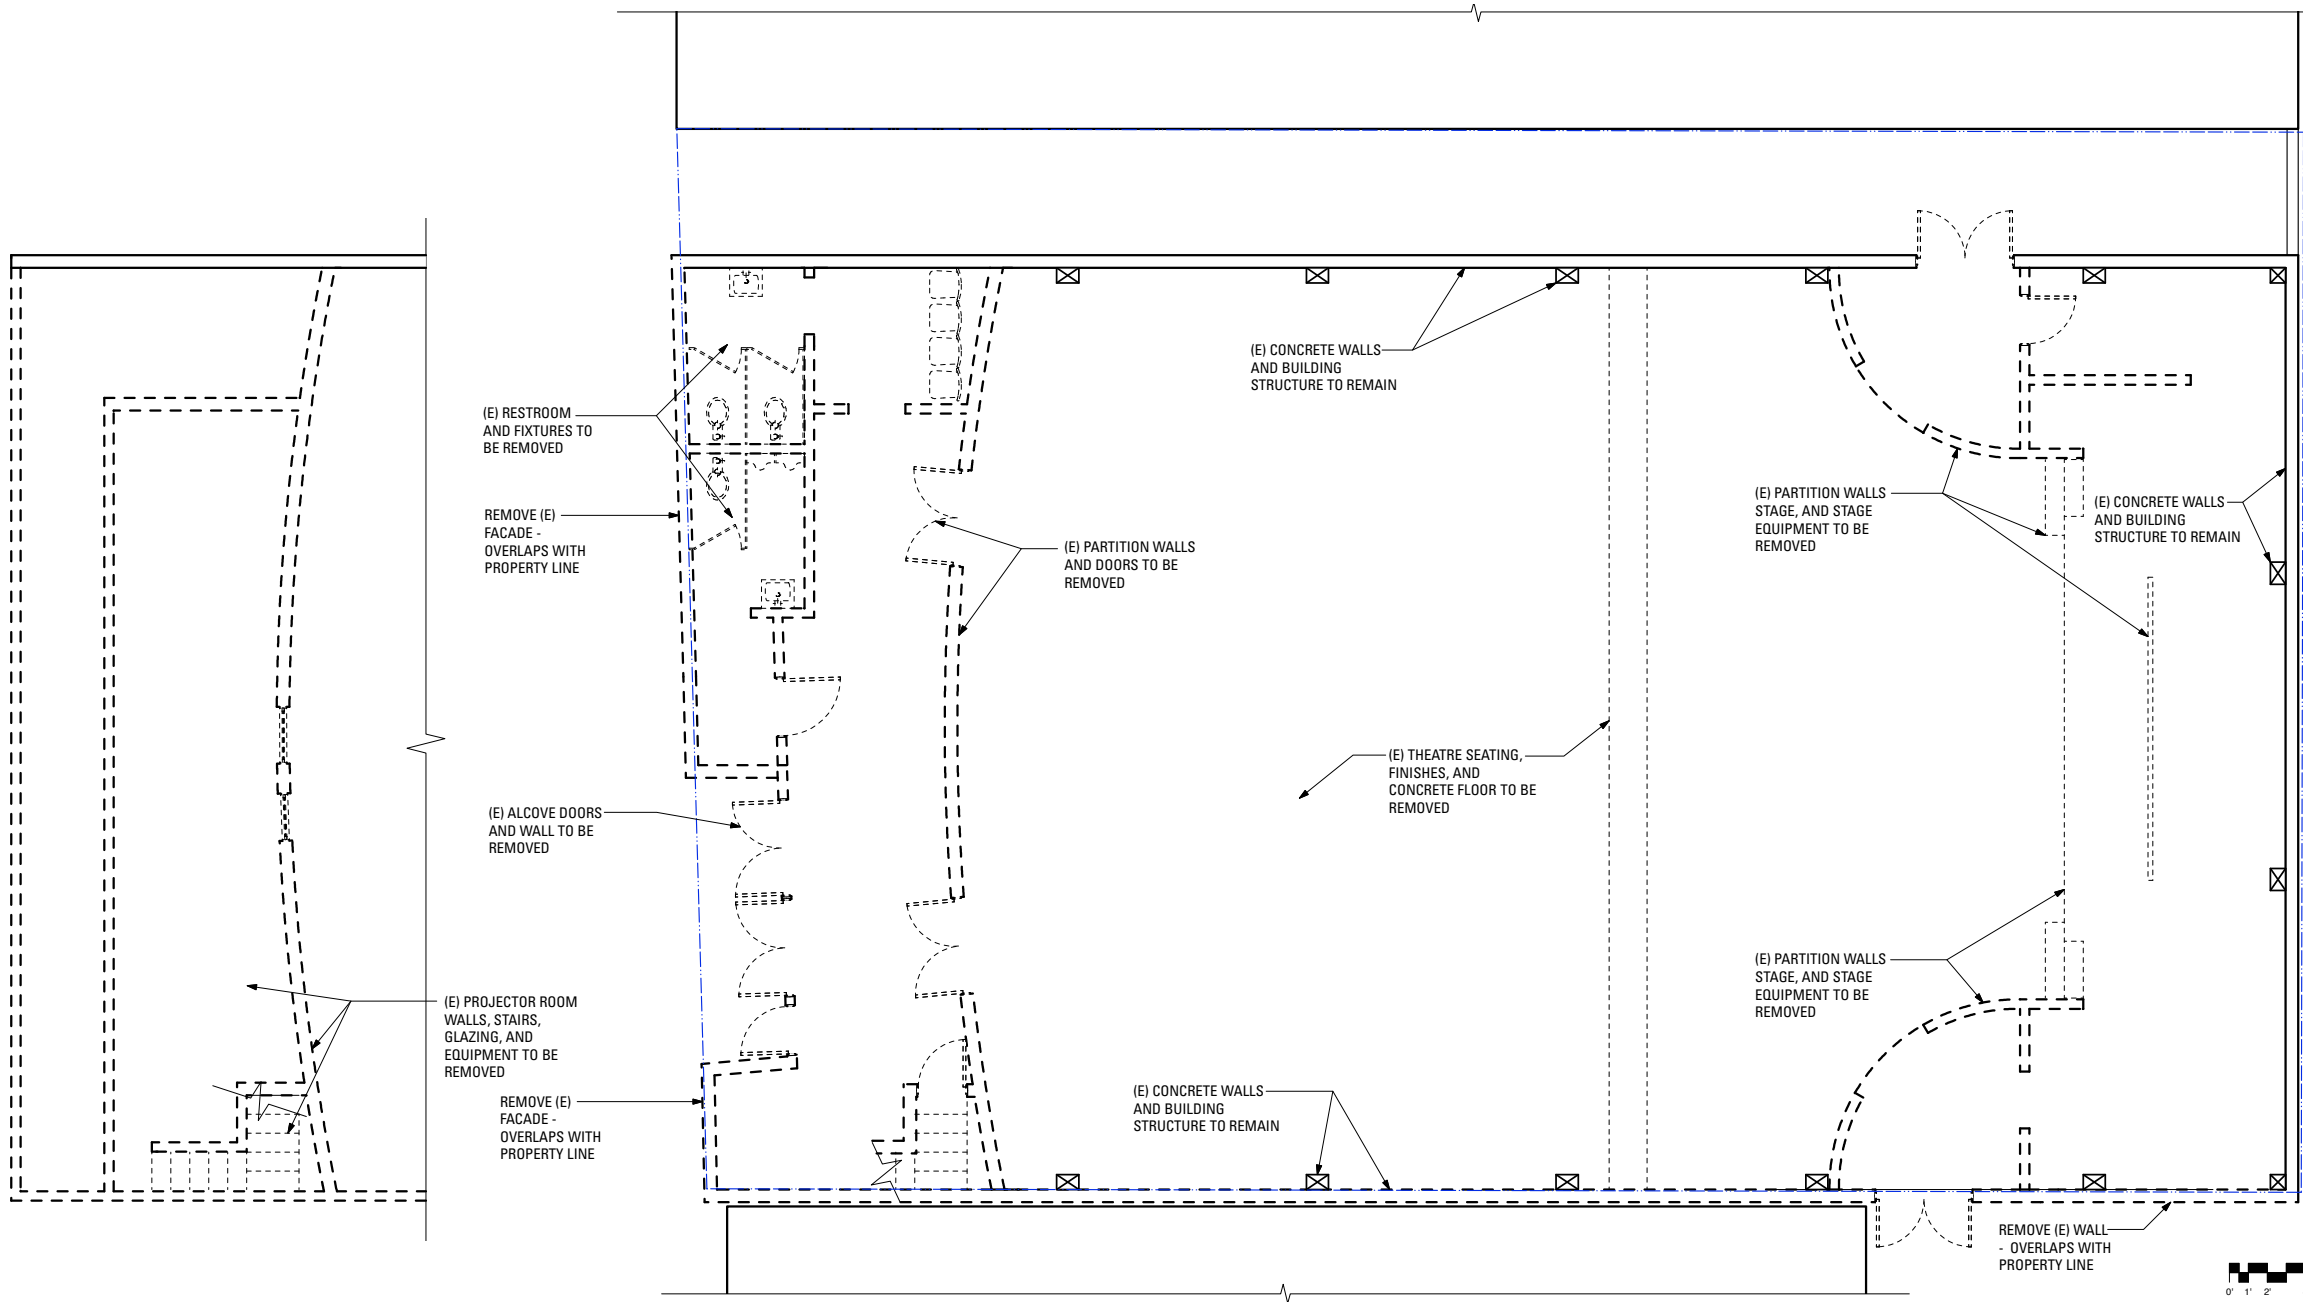 (E) CONCRETE WALLS
AND BUILDING
STRUCTURE TO REMAIN
(E) RESTROOM
AND FIXTURES TO
BE REMOVED
REMOVE (E)
FACADE -
OVERLAPS WITH
PROPERTY LINE
(E) PARTITION WALLS
AND DOORS TO BE
REMOVED
(E) PARTITION WALLS
STAGE, AND STAGE
EQUIPMENT TO BE
REMOVED
(E) CONCRETE WALLS
AND BUILDING
STRUCTURE TO REMAIN
(E) THEATRE SEATING,
FINISHES, AND
CONCRETE FLOOR TO BE
REMOVED
(E) ALCOVE DOORS
AND WALL TO BE
REMOVED
(E) PARTITION WALLS
STAGE, AND STAGE
EQUIPMENT TO BE
REMOVED
(E) PROJECTOR ROOM
WALLS, STAIRS,
GLAZING, AND
EQUIPMENT TO BE
REMOVED
REMOVE (E)
FACADE -
OVERLAPS WITH
PROPERTY LINE
(E) CONCRETE WALLS
AND BUILDING
STRUCTURE TO REMAIN
REMOVE (E) WALL
- OVERLAPS WITH
PROPERTY LINE
0' 1' 2'